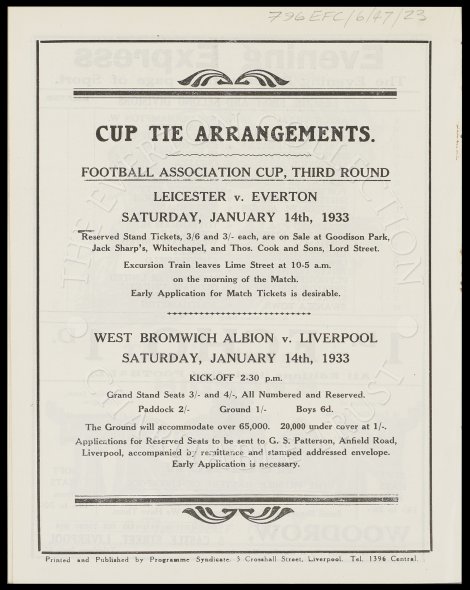 796 EFC/6/47/23
CUP TIE ARRANGEMENTS.
FOOTBALL ASSOCIATION CUP, THIRD ROUND
LEICESTER v. EVERTON
SATURDAY, JANUARY 14th, 1933
Reserved Stand Tickets, 3/6 and 3/- each, are on Sale at Goodison Park,
Jack Sharp's, Whitechapel, and Thos. Cook and Sons, Lord Street.
Excursion Train leaves Lime Street at 10-5 a.m.
on the morning of the Match.
Early Application for Match Tickets is desirable.
WEST BROMWICH ALBION v. LIVERPOOL
SATURDAY, JANUARY 14th, 1933
KICK-OFF 2-30 p.m.
Grand Stand Seats 3/- and 4/-, All Numbered and Reserved.
Paddock 2/- Ground 1/- Boys 6d.
The Ground will accommodate over 65,000. 20,000 under cover at 1/-.
Applications for Reserved Seats to be sent to G. S. Patterson, Anfield Road,
Liverpool, accompanied by remittance and stamped addressed envelope.
Early Application is necessary.
Printed and Published by Programme Syndicate 3 Crosshall Street, Liverpool. Tel. 1396 Central.
THE EVERTON COLLECTION